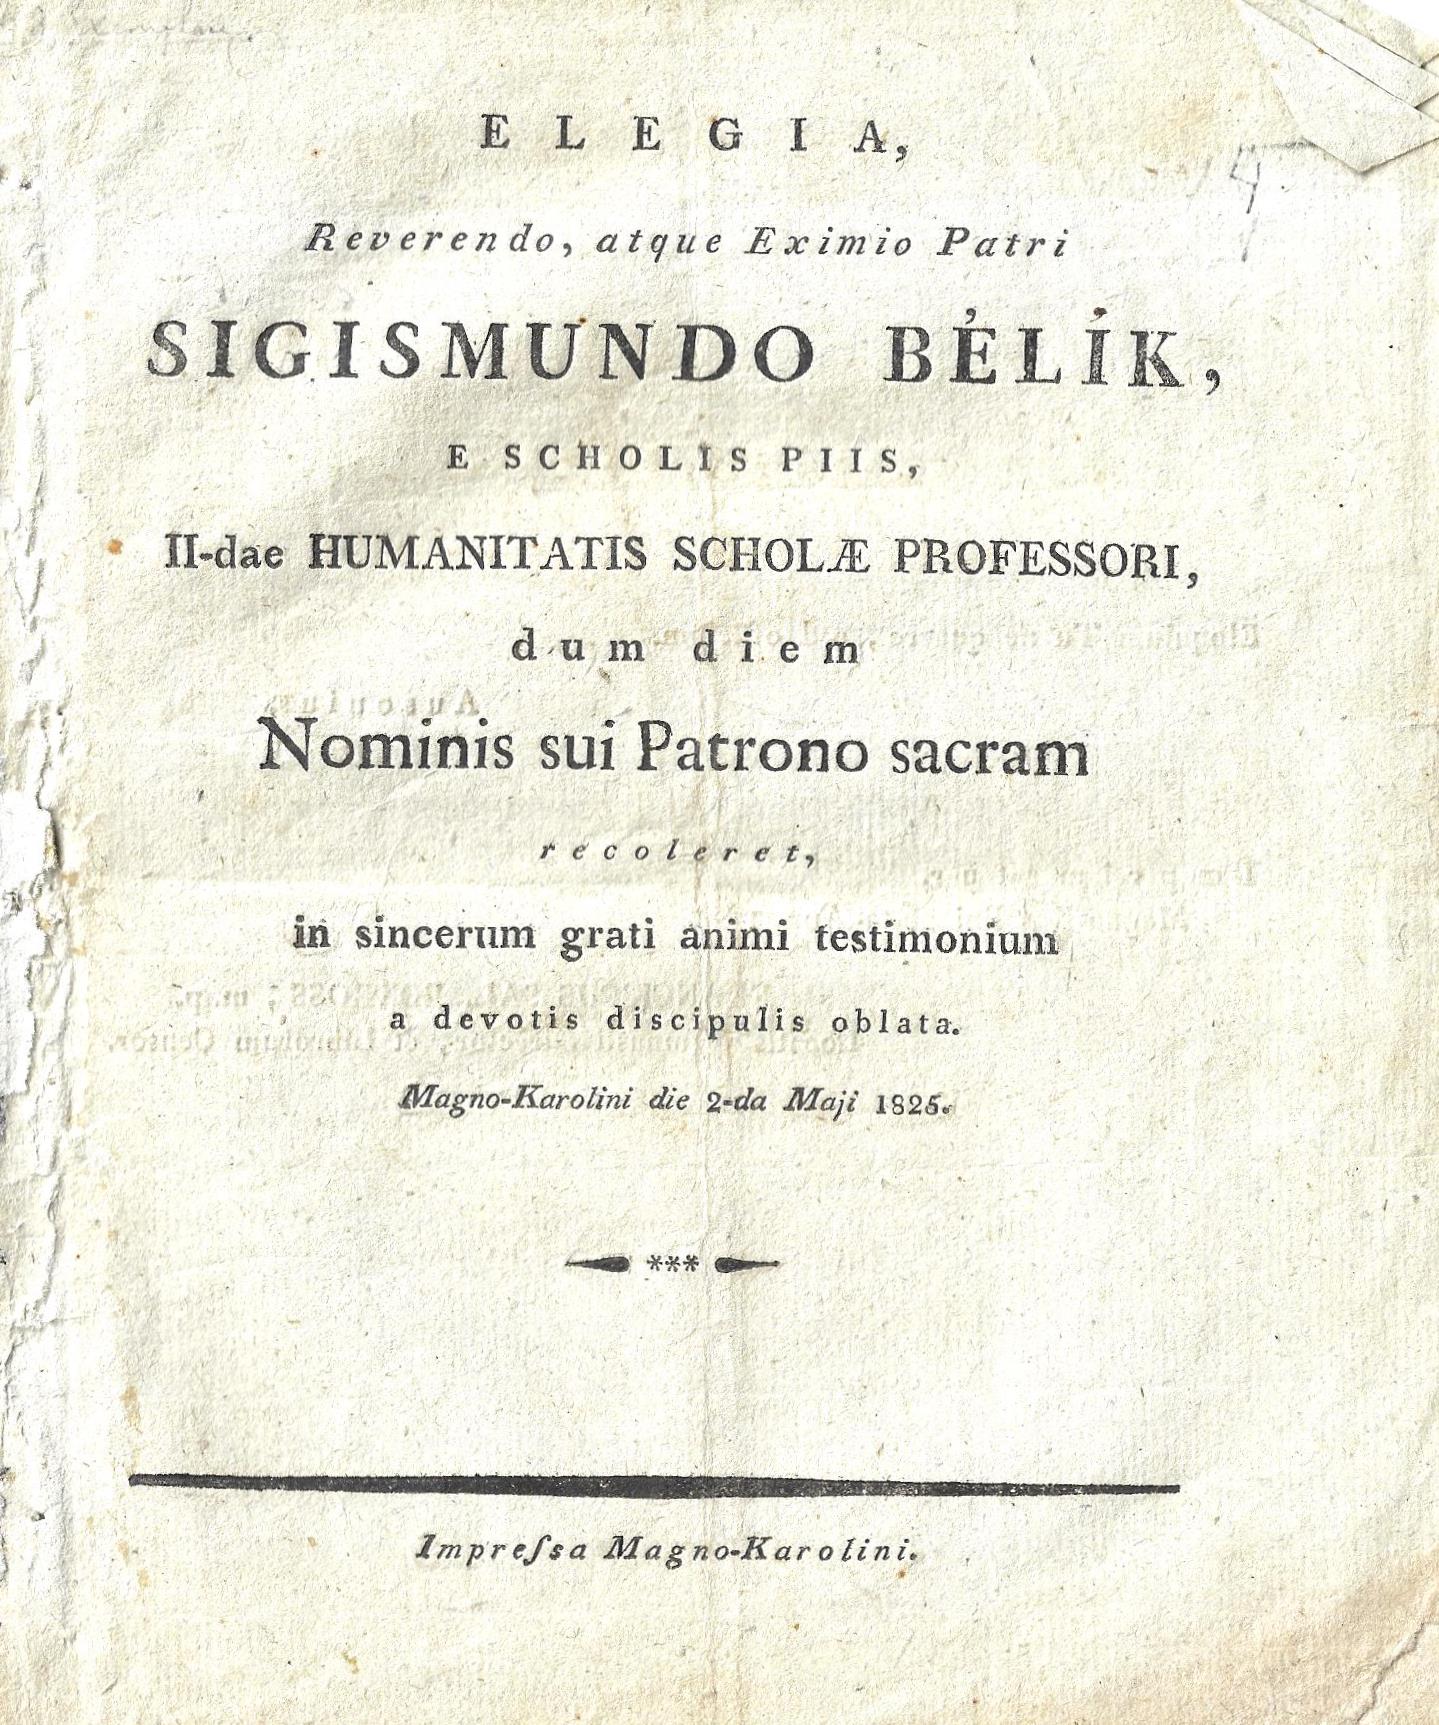 ELEGIA,
Reverendo, atque Eximio Patri
SIGISMUNDO BÉLÍK,
E SCHOLIS PIIS,
II-dae HUMANITATIS SCHOLÆ PROFESSORI,
dum diem
Nominis sui Patrono sacram
recoleret,
in sincerum grati animi testimonium
a devotis discipulis oblata.
Magno-Karolini die 2-da Maji 1825.
***
Impreſsa Magno-Karolini.